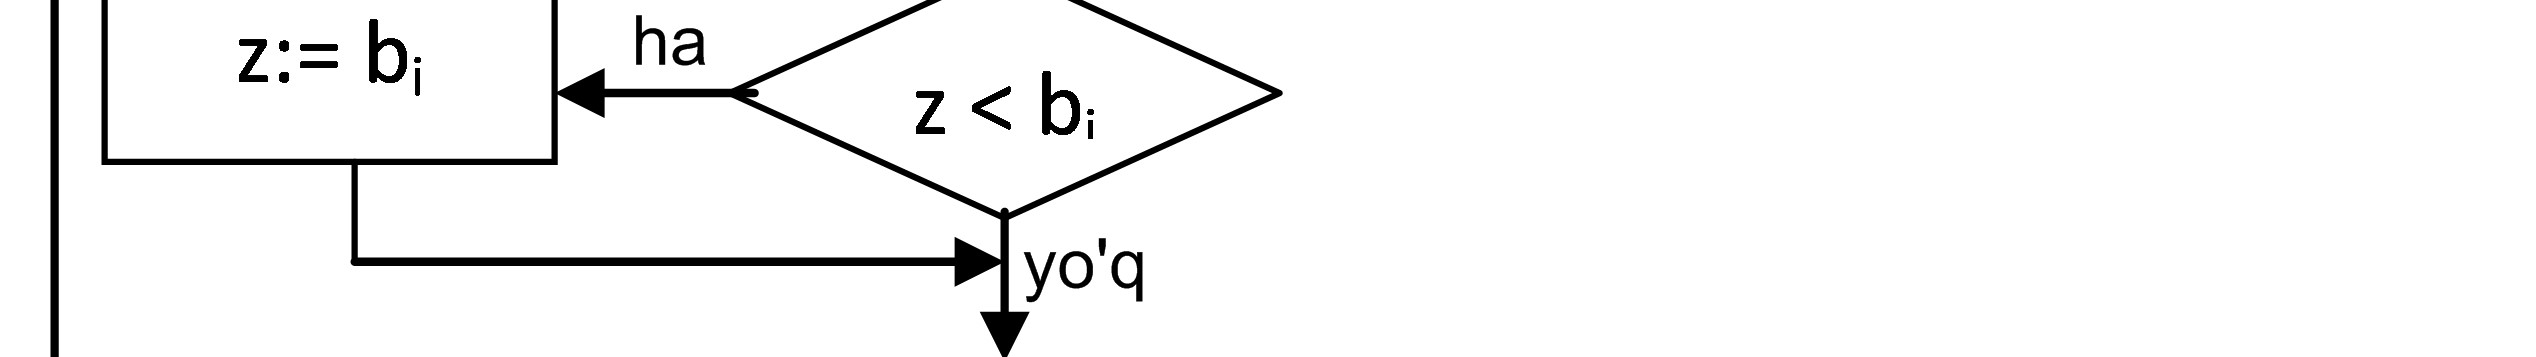 z:= bᵢ
ha
z < bᵢ
yo'q